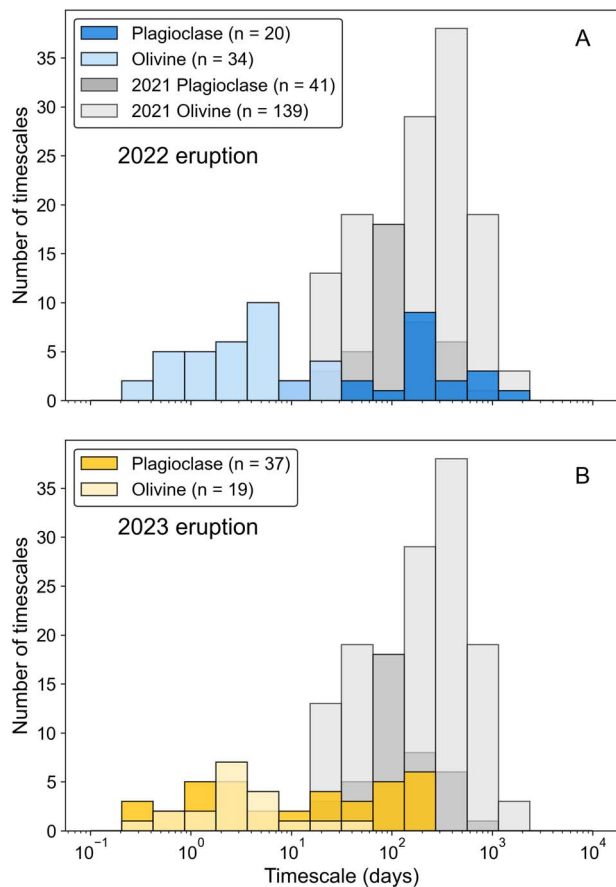 Plagioclase (n = 20)
Olivine (n = 34)
2021 Plagioclase (n = 41)
2021 Olivine (n = 139)
A
2022 eruption
Number of timescales
35
30
25
20
15
10
5
0
Plagioclase (n = 37)
Olivine (n = 19)
B
2023 eruption
Number of timescales
35
30
25
20
15
10
5
0
10⁻¹ 10⁰ 10¹ 10² 10³ 10⁴
Timescale (days)